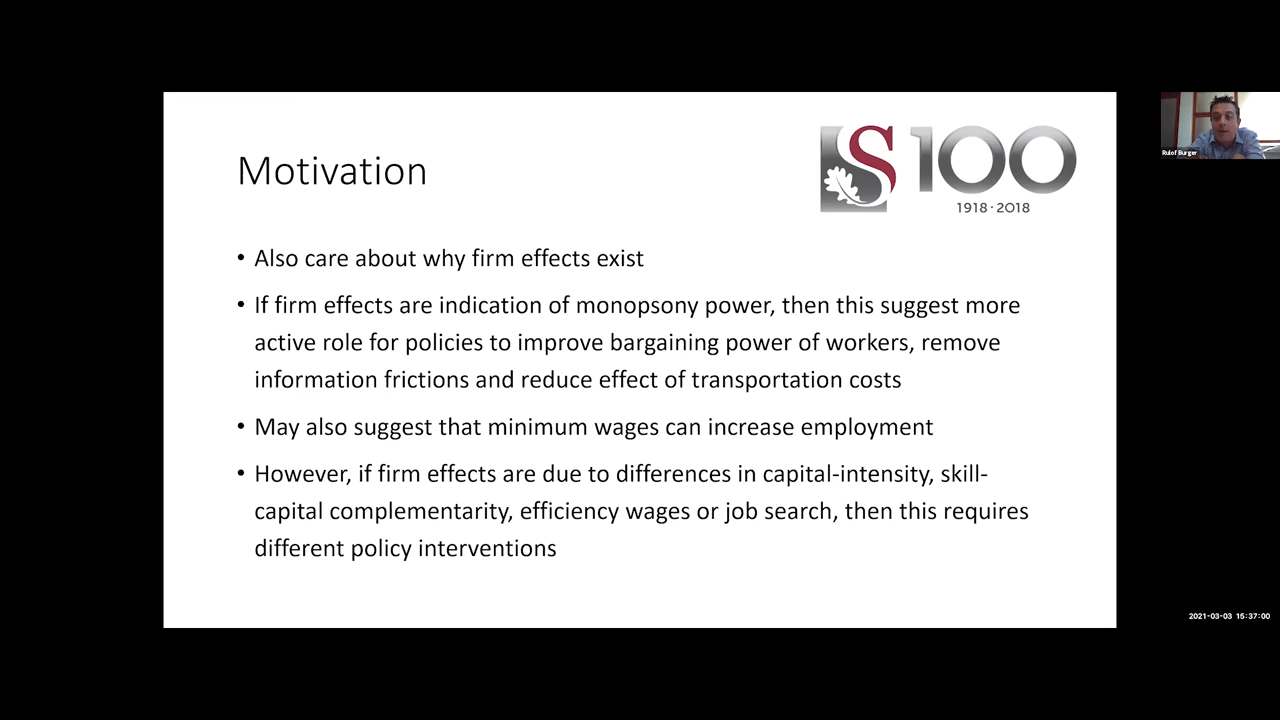 Motivation
S100
1918·2018
Rulof Burger
• Also care about why firm effects exist
• If firm effects are indication of monopsony power, then this suggest more
active role for policies to improve bargaining power of workers, remove
information frictions and reduce effect of transportation costs
• May also suggest that minimum wages can increase employment
• However, if firm effects are due to differences in capital-intensity, skill-
capital complementarity, efficiency wages or job search, then this requires
different policy interventions
2021-03-03 15:37:00